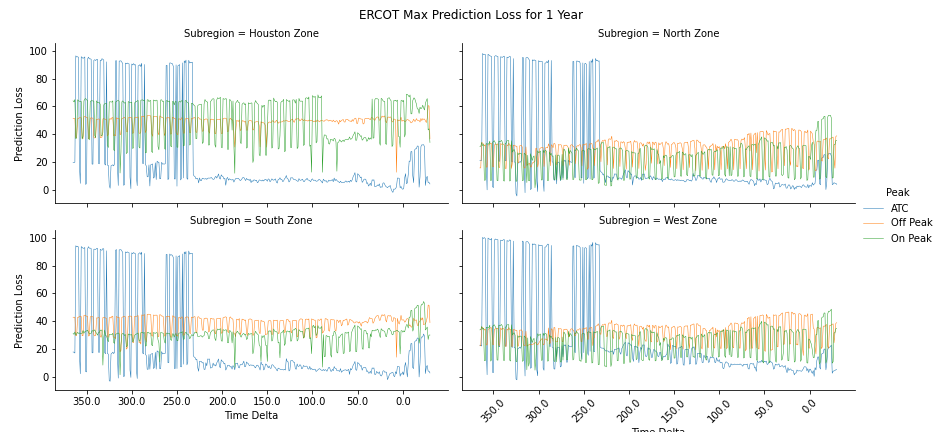 ERCOT Max Prediction Loss for 1 Year
Subregion = Houston Zone
Subregion = North Zone
100
80
60
40
20
0
Prediction Loss
Peak
ATC
Off Peak
On Peak
Subregion = South Zone
Subregion = West Zone
100
80
60
40
20
0
Prediction Loss
350.0 300.0 250.0 200.0 150.0 100.0 50.0 0.0
Time Delta
350.0 300.0 250.0 200.0 150.0 100.0 50.0 0.0
Time Delta